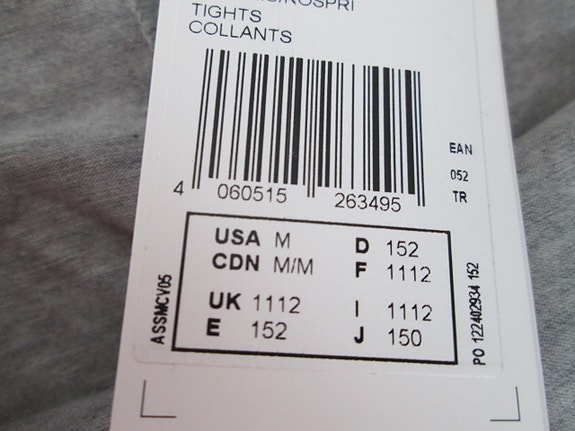 TIGHTS
COLLANTS
EAN
052
TR
4 060515 263495
USA M D 152
CDN M/M F 1112
UK 1112 I 1112
E 152 J 150
ASSMCV05
PO 122402934 152